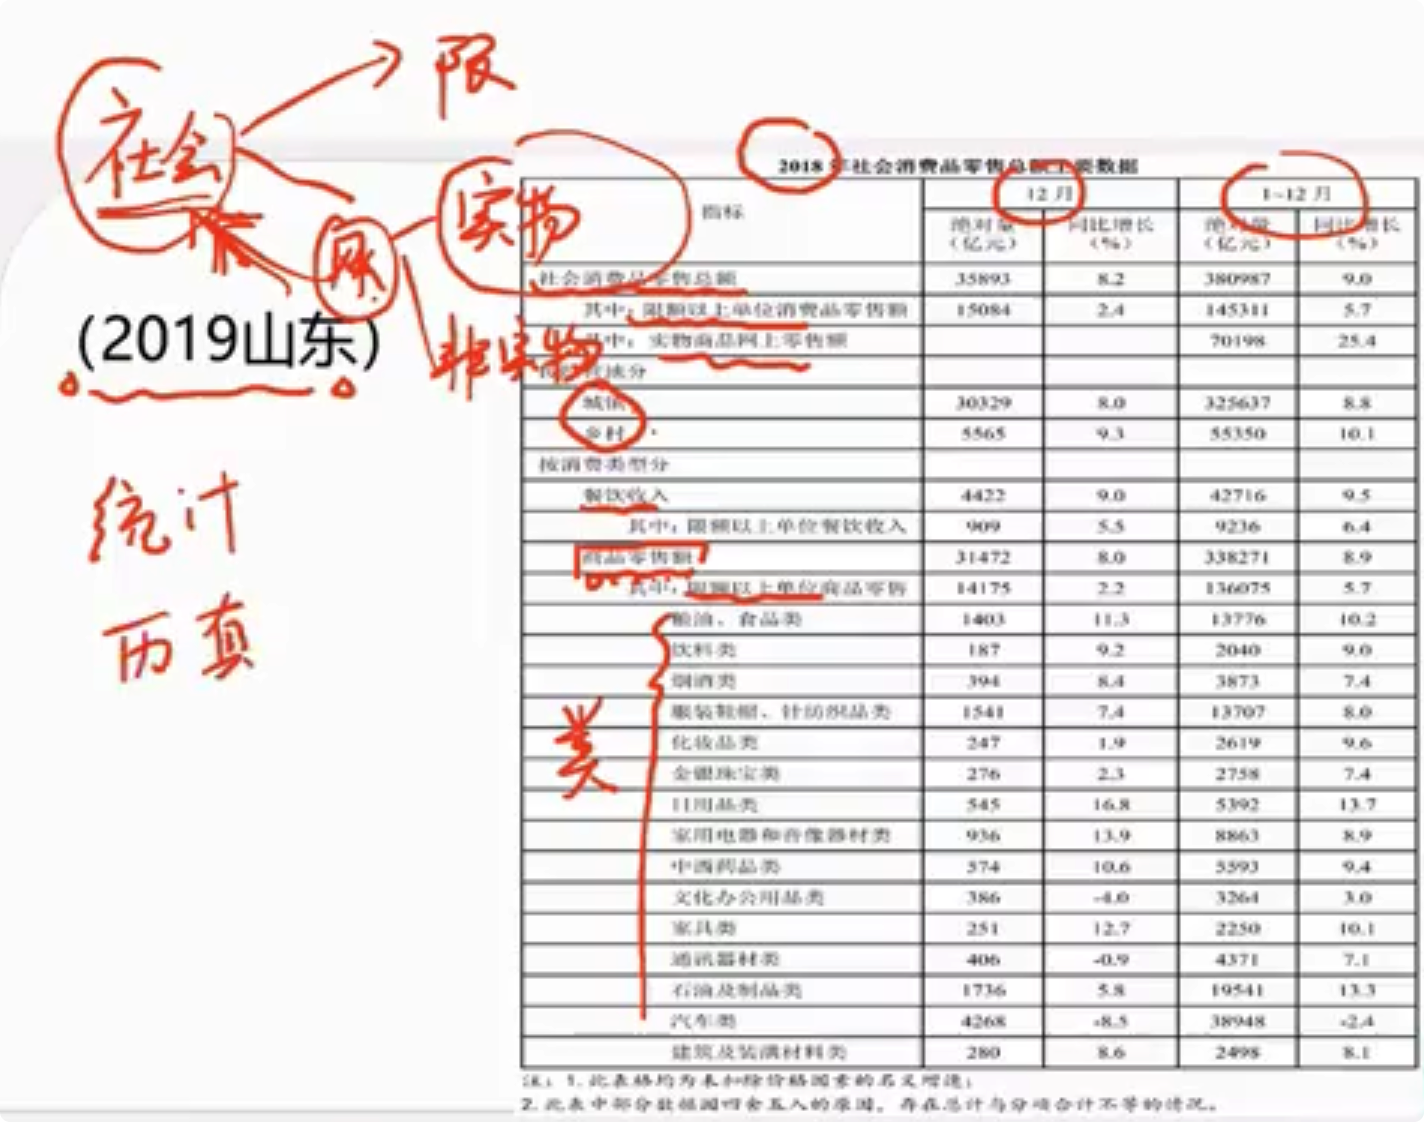 限
社会
实物
网
非实物
(2019山东)
统计
历真
类
2018年社会消费品零售总额主要数据
指标 12月 1-12月
绝对量(亿元) 同比增长(%) 绝对量(亿元) 同比增长(%)
社会消费品零售总额 35893 8.2 380987 9.0
其中:限额以上单位消费品零售额 15084 2.4 145311 5.7
其中:实物商品网上零售额 70198 25.4
地分
城镇 30329 8.0 325637 8.8
乡村 5565 9.3 55350 10.1
按消费类型分
餐饮收入 4422 9.0 42716 9.5
其中:限额以上单位餐饮收入 909 5.5 9236 6.4
商品零售额 31472 8.0 338271 8.9
其中:限额以上单位商品零售 14175 2.2 136075 5.7
粮油、食品类 1403 11.3 13776 10.2
饮料类 187 9.2 2040 9.0
烟酒类 394 8.4 3873 7.4
服装鞋帽、针纺织品类 1541 7.4 13707 8.0
化妆品类 247 1.9 2619 9.6
金银珠宝类 276 2.3 2758 7.4
日用品类 545 16.8 5392 13.7
家用电器和音像器材类 936 13.9 8863 8.9
中西药品类 574 10.6 5593 9.4
文化办公用品类 386 -4.0 3264 3.0
家具类 251 12.7 2250 10.1
通讯器材类 406 -0.9 4371 7.1
石油及制品类 1736 5.8 19541 13.3
汽车类 4268 -8.5 38948 -2.4
建筑及装潢材料类 280 8.6 2498 8.1
注:1.此表格均为未扣除价格因素的名义增速;
2.此表中部分数据因四舍五入的原因,存在总计与分项合计不等的情况。